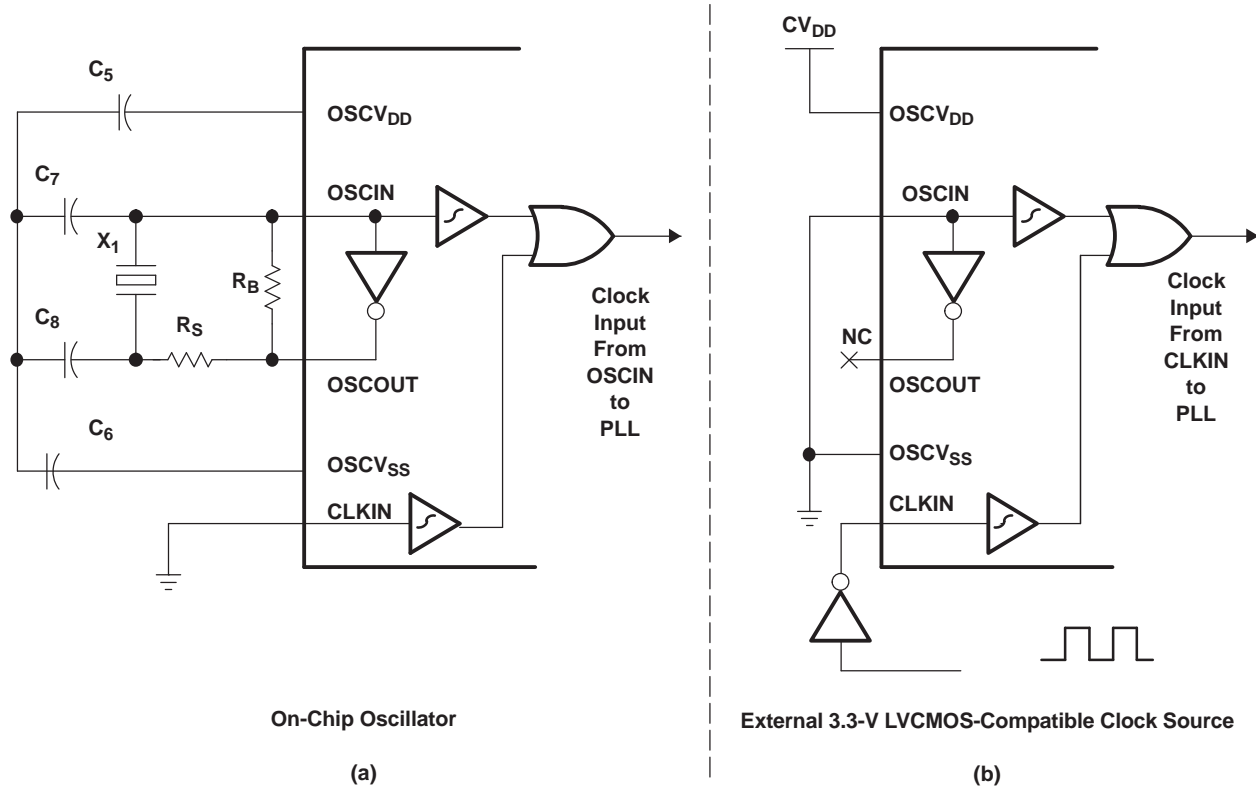 C5
OSCVDD
C7
OSCIN
X1
RB
C8
RS
OSCOUT
Clock
Input
From
OSCIN
to
PLL
C6
OSCVSS
CLKIN
On-Chip Oscillator
(a)
CVDD
OSCVDD
OSCIN
NC
OSCOUT
Clock
Input
From
CLKIN
to
PLL
OSCVSS
CLKIN
External 3.3-V LVCMOS-Compatible Clock Source
(b)